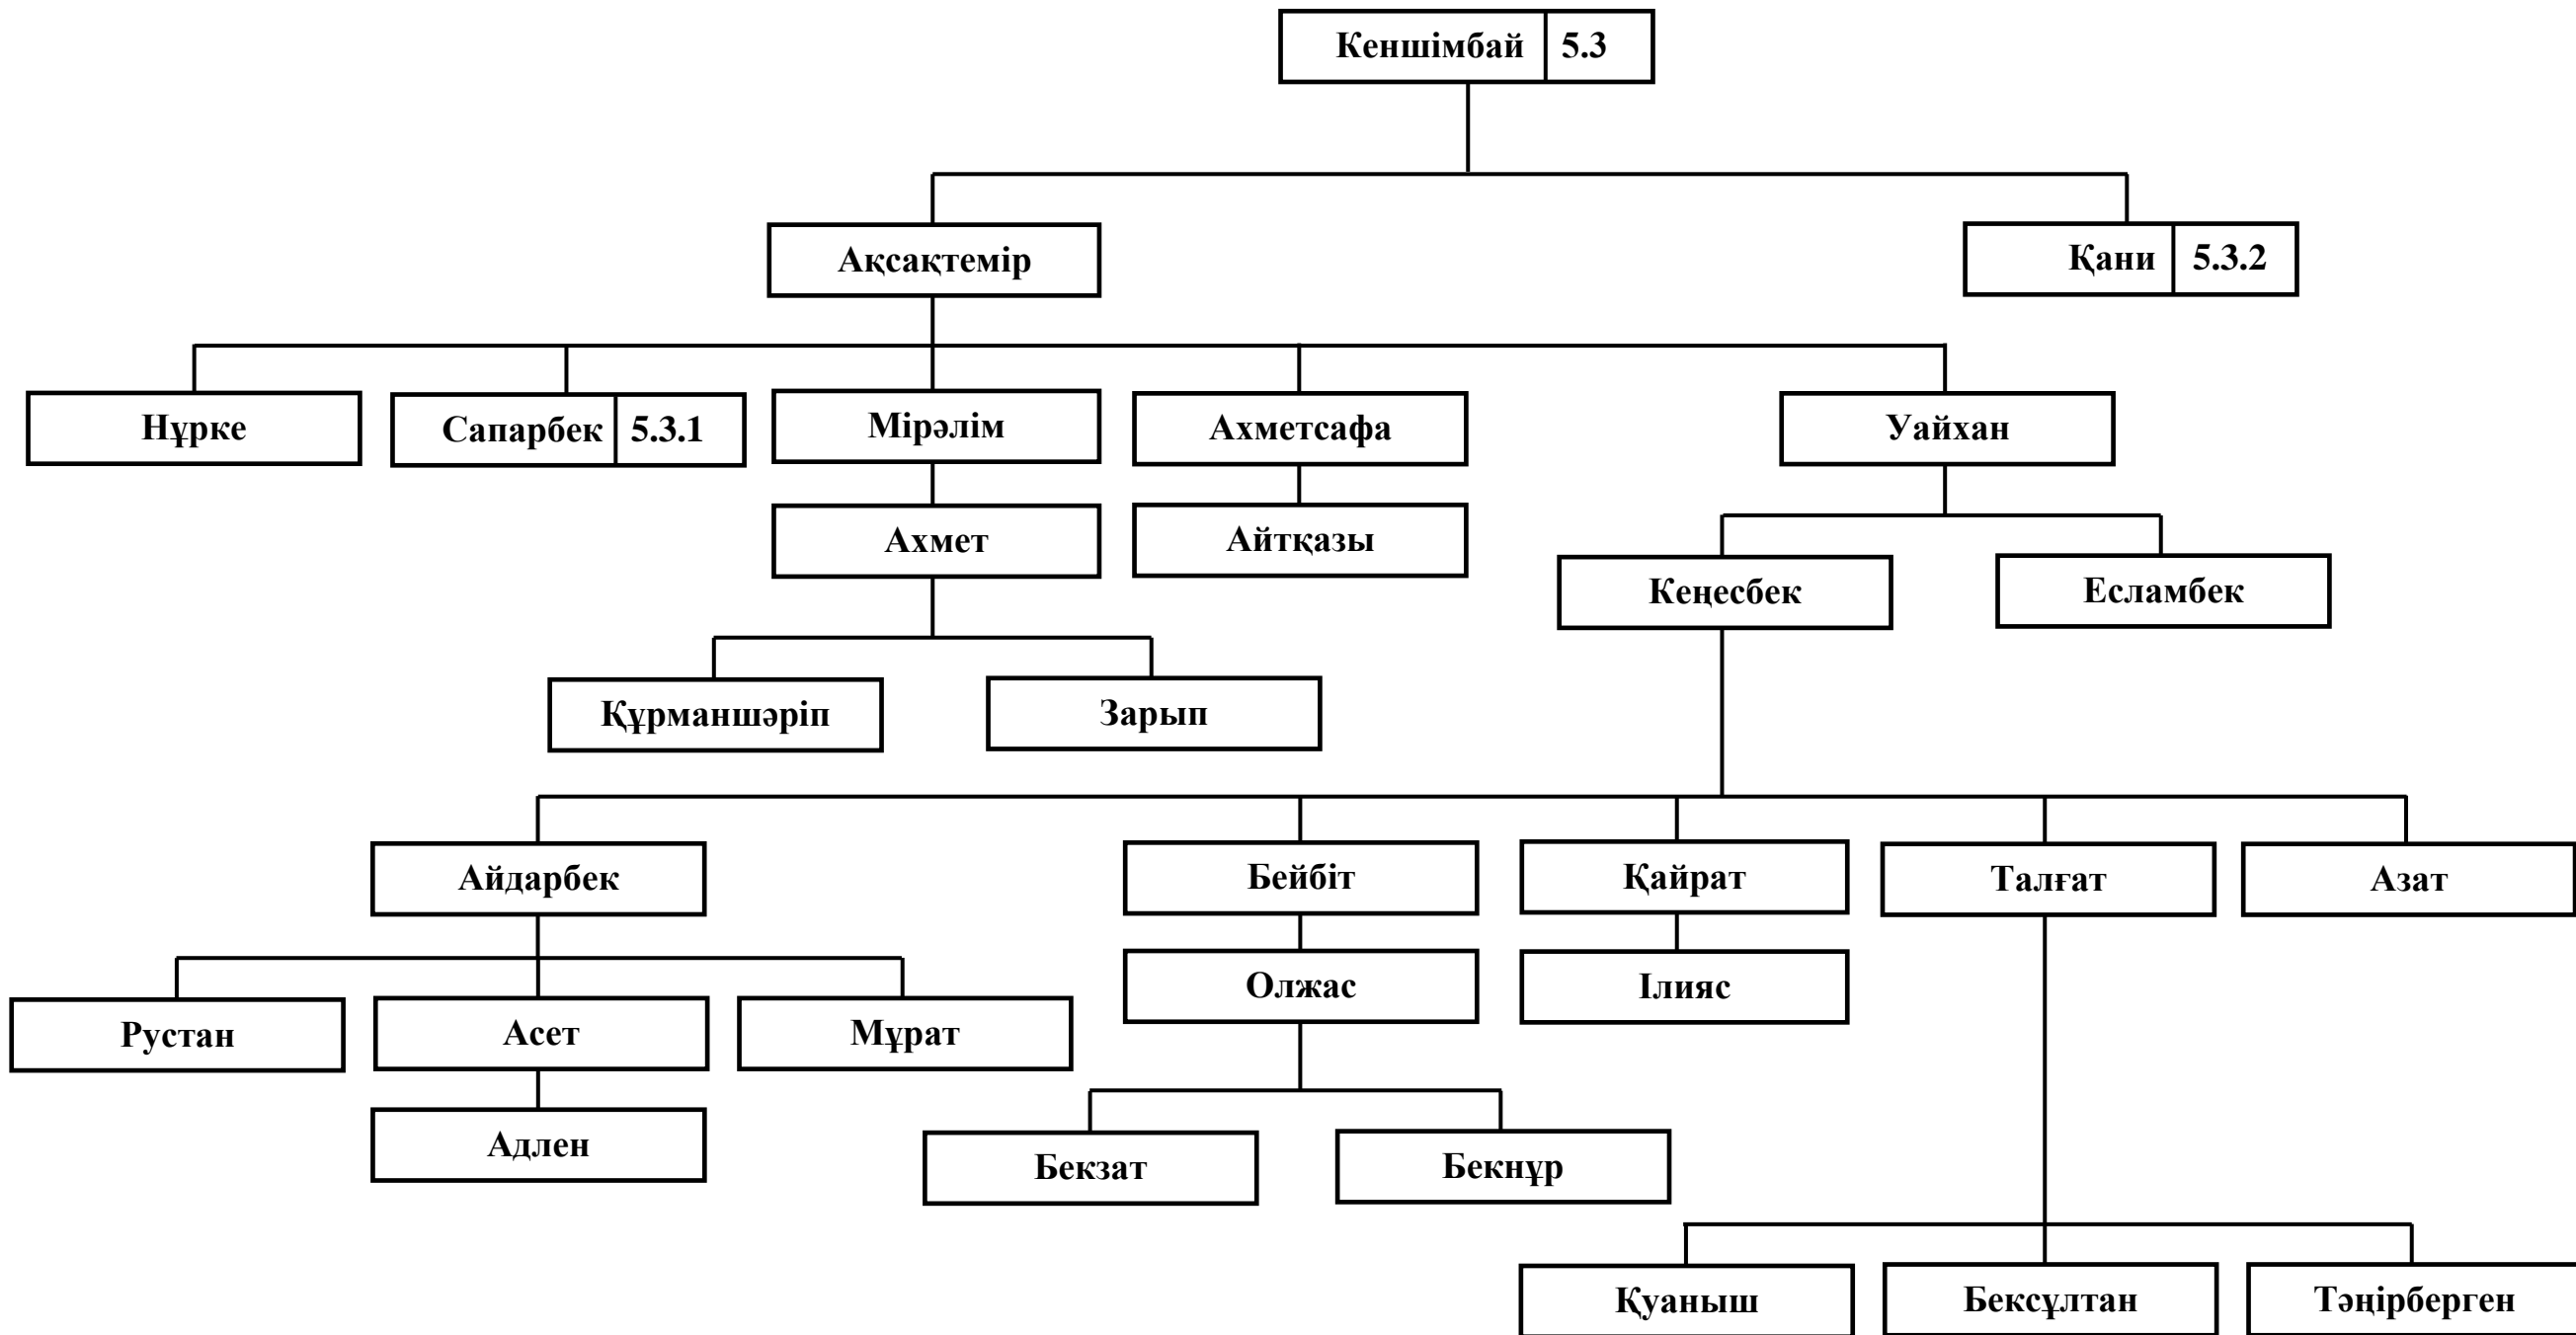 Кеншімбай 5.3
Ақсақтемір
Қани 5.3.2
Нұрке
Сапарбек 5.3.1
Мірәлім
Ахметсафа
Уайхан
Ахмет
Айтқазы
Кеңесбек
Есламбек
Құрманшәріп
Зарып
Айдарбек
Бейбіт
Қайрат
Талғат
Азат
Олжас
Ілияс
Рустан
Асет
Мұрат
Адлен
Бекзат
Бекнұр
Қуаныш
Бексұлтан
Тәңірберген